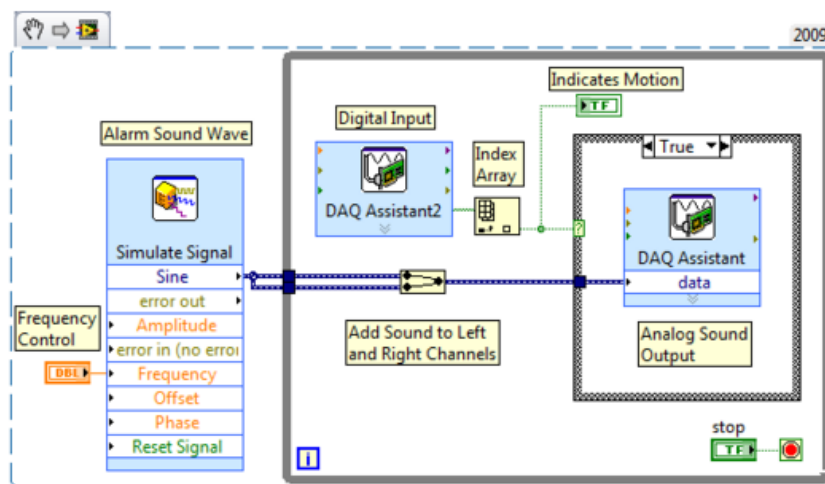 2009
Indicates Motion
TF
Digital Input
Alarm Sound Wave
Index
Array
True
DAQ Assistant2
?
Simulate Signal
DAQ Assistant
Sine
data
error out
Frequency
Control
Amplitude
Add Sound to Left
and Right Channels
Analog Sound
Output
error in (no erro
DBL
Frequency
Offset
Phase
stop
Reset Signal
TF
i